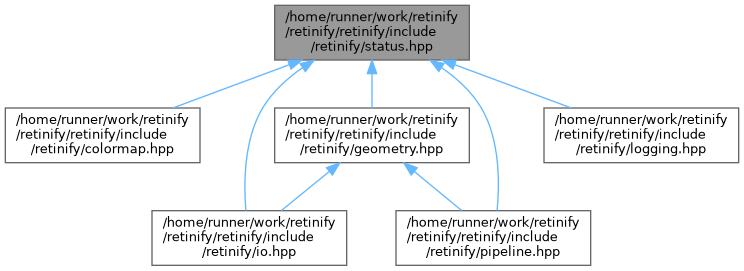 /home/runner/work/retinify
/retinify/retinify/include
/retinify/status.hpp
/home/runner/work/retinify
/retinify/retinify/include
/retinify/colormap.hpp
/home/runner/work/retinify
/retinify/retinify/include
/retinify/geometry.hpp
/home/runner/work/retinify
/retinify/retinify/include
/retinify/logging.hpp
/home/runner/work/retinify
/retinify/retinify/include
/retinify/io.hpp
/home/runner/work/retinify
/retinify/retinify/include
/retinify/pipeline.hpp